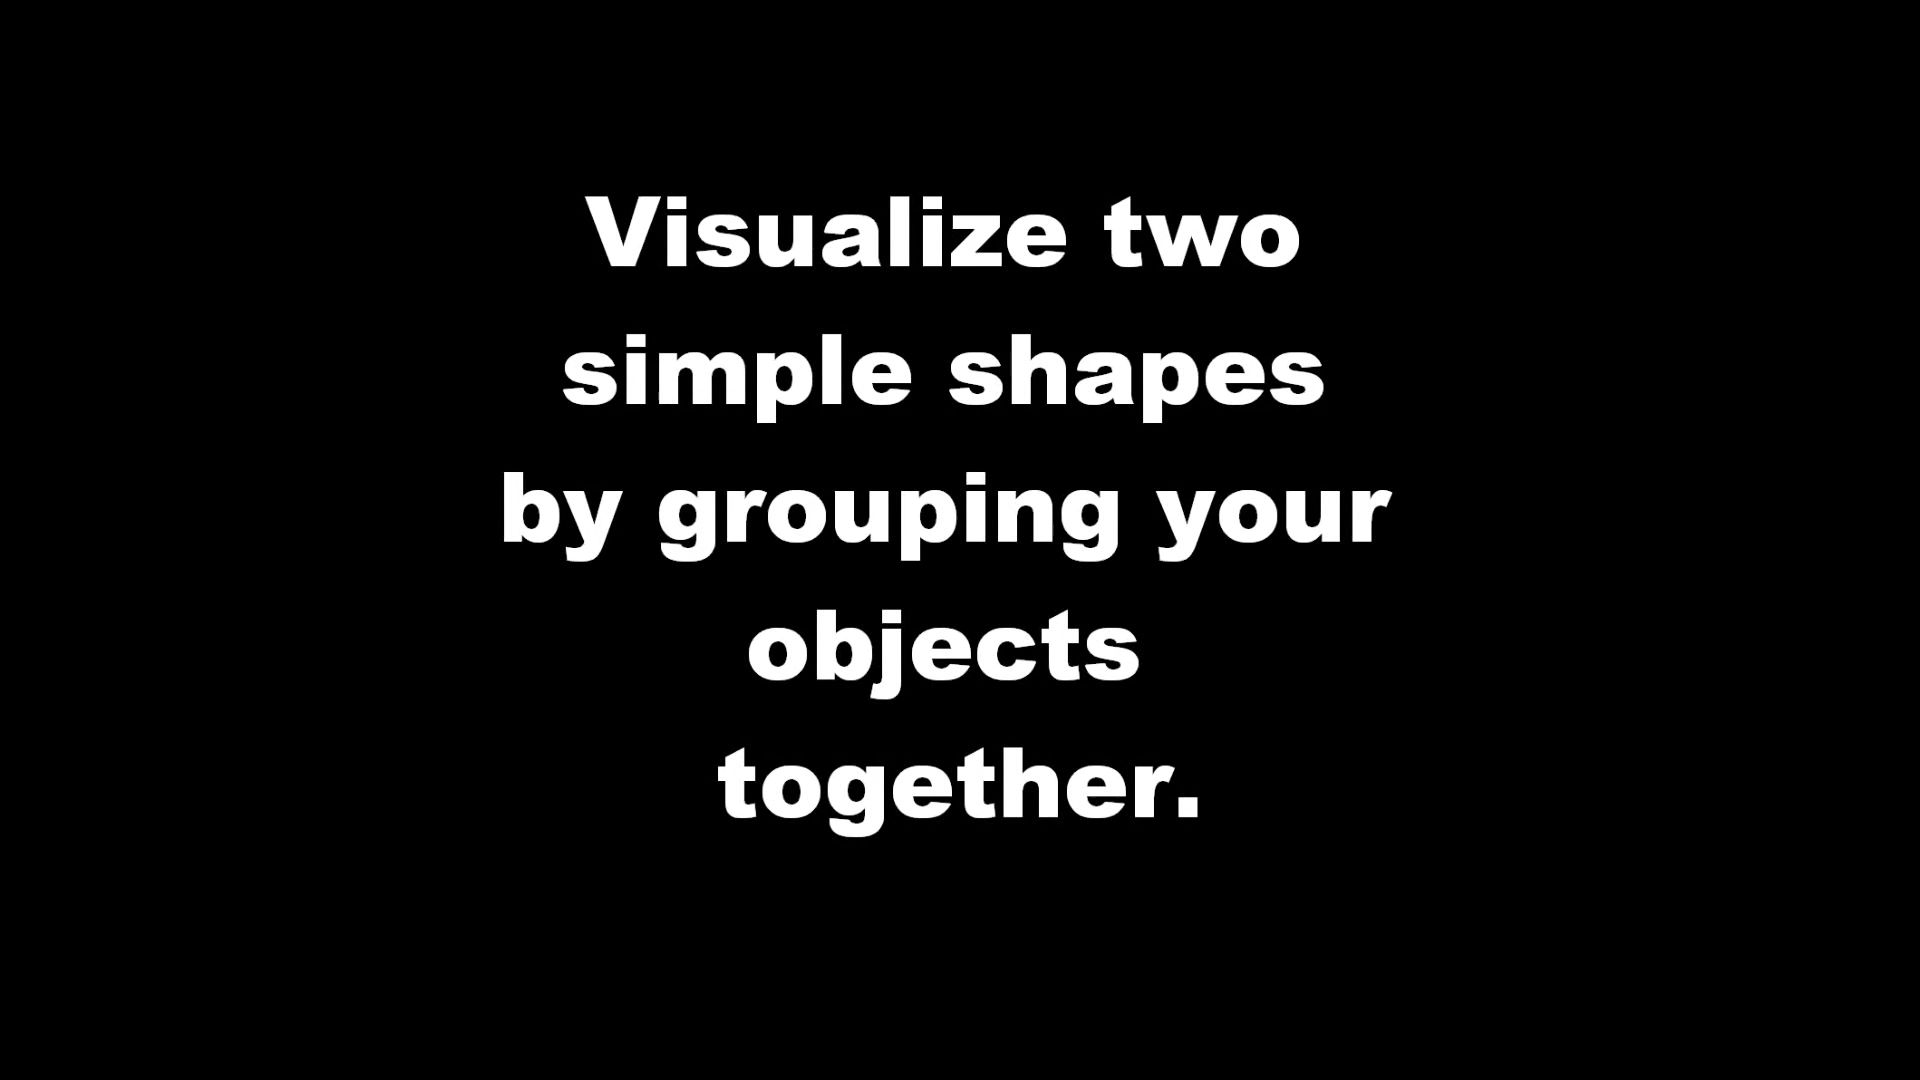 Visualize two
simple shapes
by grouping your
objects
together.